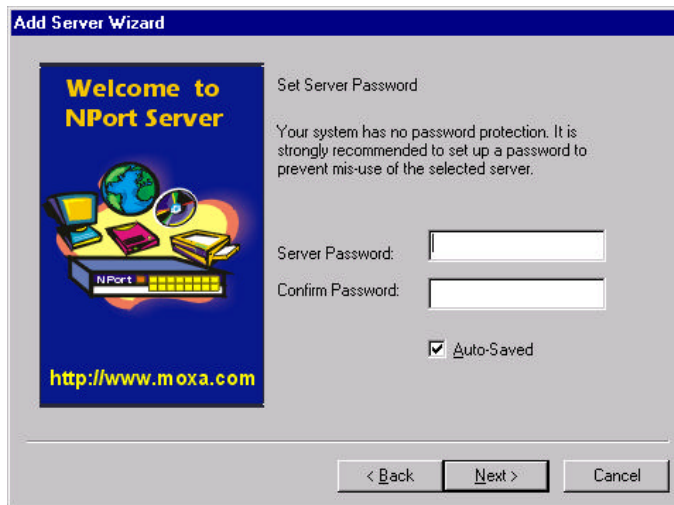 Add Server Wizard
Welcome to
NPort Server
NPort
http://www.moxa.com
Set Server Password
Your system has no password protection. It is
strongly recommended to set up a password to
prevent mis-use of the selected server.
Server Password:
Confirm Password:
Auto-Saved
< Back
Next >
Cancel